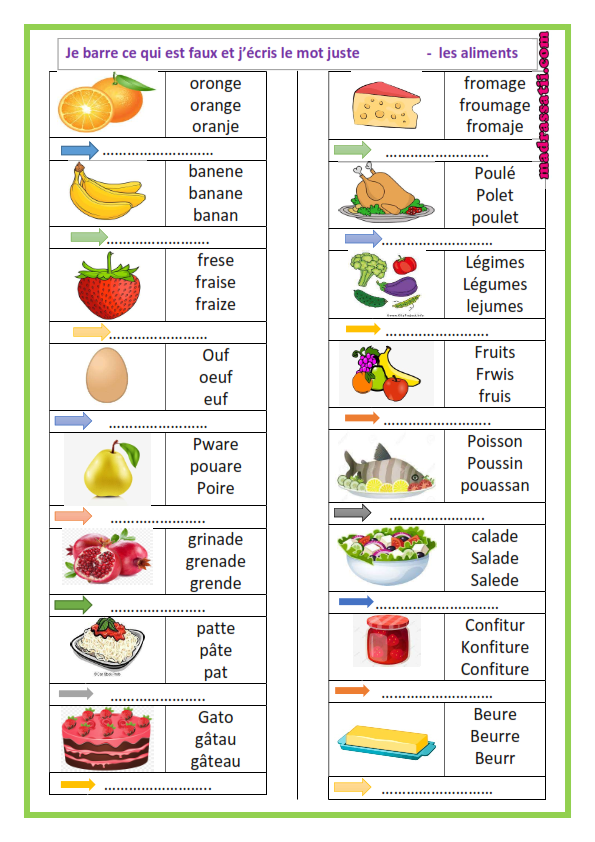 Je barre ce qui est faux et j’écris le mot juste - les aliments
madrassatii.com
oronge
orange
oranje
………………………
banene
banane
banan
…………………….
frese
fraise
fraize
……………………
Ouf
oeuf
euf
……………………
Pware
pouare
Poire
…………………..
grinade
grenade
grende
…………………..
patte
pâte
pat
…………………..
Gato
gâtau
gâteau
……………………..
fromage
froumage
fromaje
…………………….
Poulé
Polet
poulet
………………………
Légimes
Légumes
lejumes
…………………….
Fruits
Frwis
fruis
……………………..
Poisson
Poussin
pouassan
…………………..
calade
Salade
Salede
…………………………
Confitur
Konfiture
Confiture
………………………
Beure
Beurre
Beurr
………………………